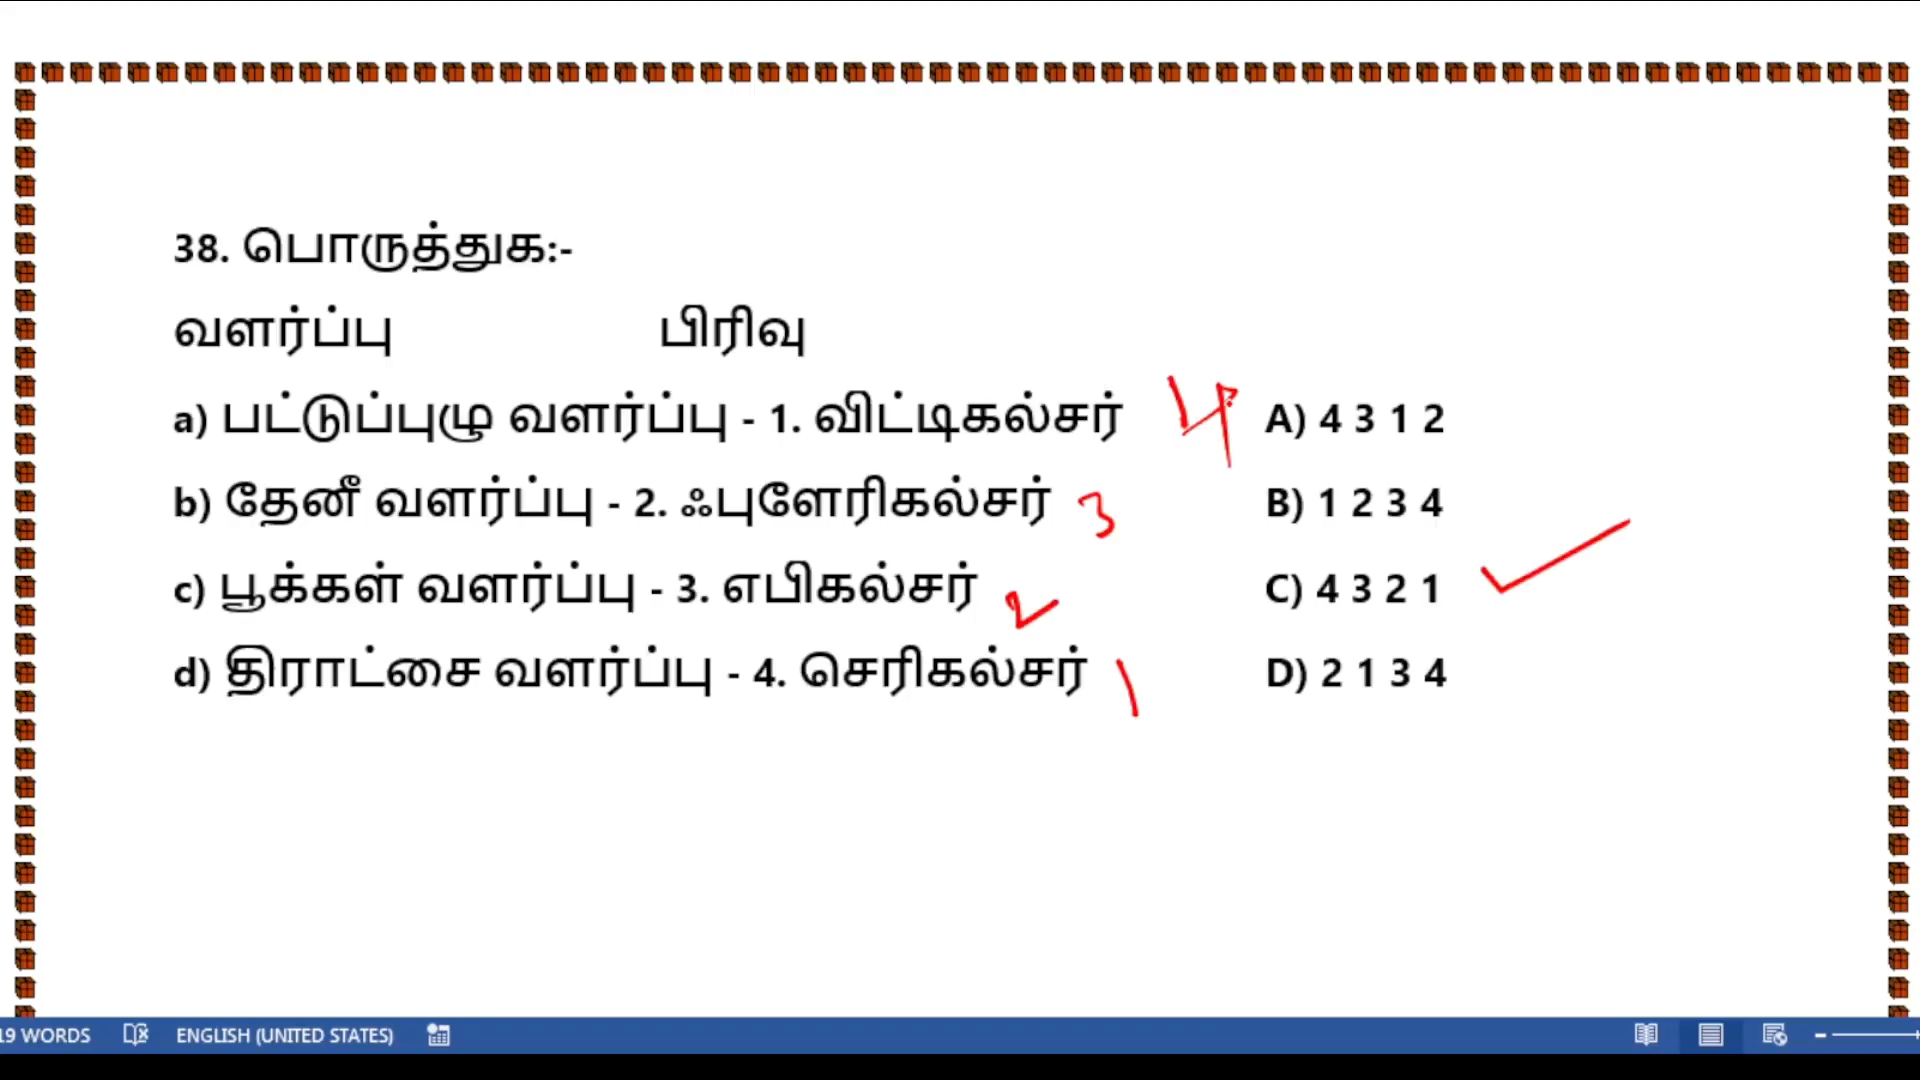 38. பொருத்துக:-
வளர்ப்பு பிரிவு
a) பட்டுப்புழு வளர்ப்பு - 1. விட்டிகல்சர் 4 A) 4 3 1 2
b) தேனீ வளர்ப்பு - 2. ஃபுளேரிகல்சர் 3 B) 1 2 3 4
c) பூக்கள் வளர்ப்பு - 3. எபிகல்சர் 2 C) 4 3 2 1
d) திராட்சை வளர்ப்பு - 4. செரிகல்சர் 1 D) 2 1 3 4
19 WORDS ENGLISH (UNITED STATES)